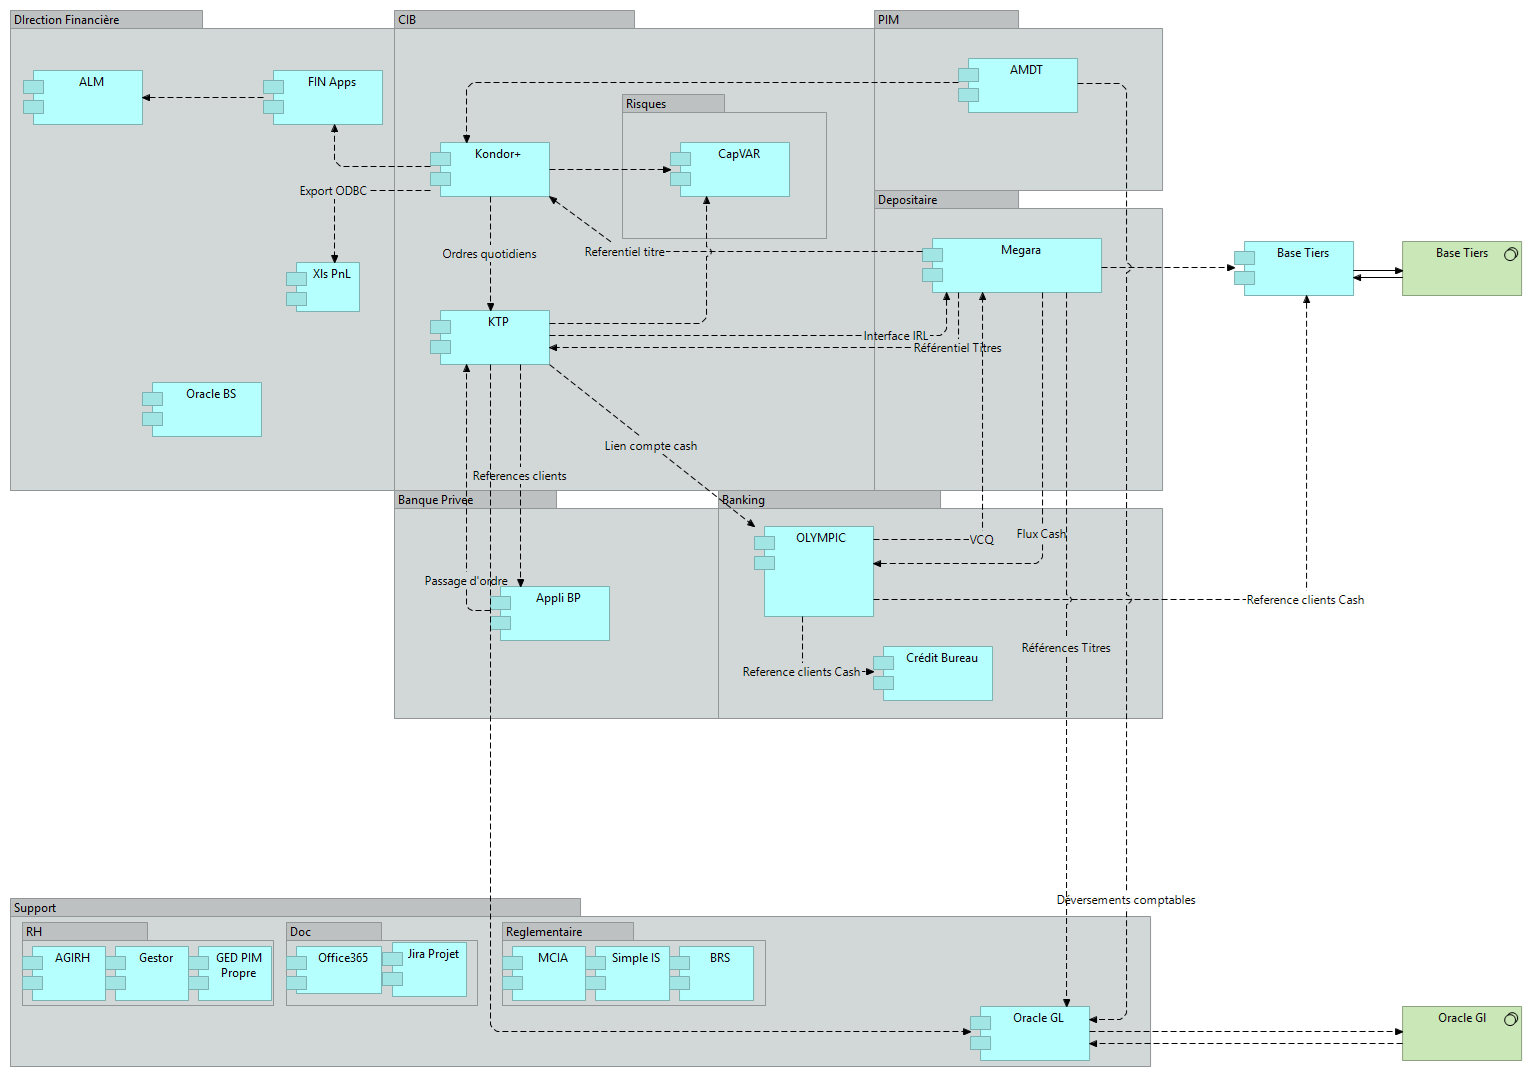 DIrection Financière
CIB
PIM
ALM
FIN Apps
AMDT
Risques
Kondor+
CapVAR
Export ODBC
Depositaire
Ordres quotidiens
Referentiel titre
Megara
Base Tiers
Base Tiers
Xls PnL
KTP
Interface IRL
Référentiel Titres
Oracle BS
Lien compte cash
References clients
Banque Privee
Banking
OLYMPIC
VCQ
Flux Cash
Passage d'ordre
Appli BP
Reference clients Cash
Références Titres
Reference clients Cash
Crédit Bureau
Déversements comptables
Support
RH
Doc
Reglementaire
AGIRH
Gestor
GED PIM
Propre
Office365
Jira Projet
MCIA
Simple IS
BRS
Oracle GL
Oracle Gl